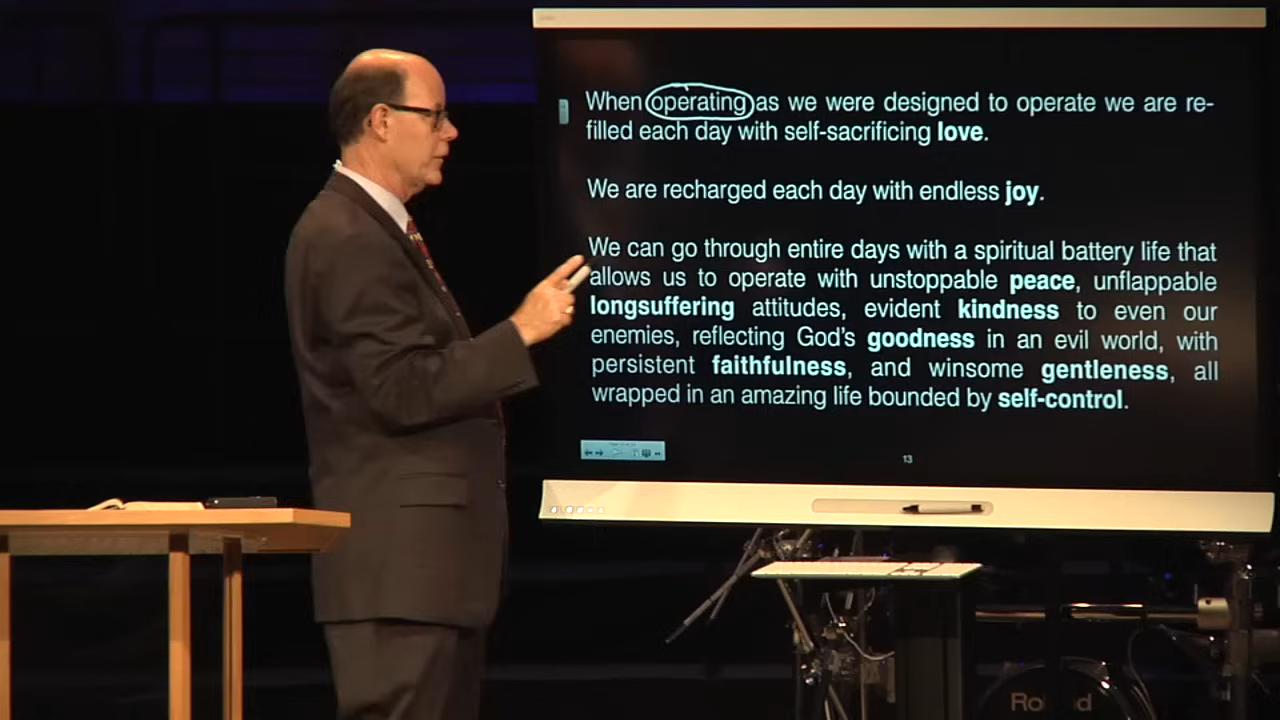 When operating as we were designed to operate we are re-
filled each day with self-sacrificing love.
We are recharged each day with endless joy.
We can go through entire days with a spiritual battery life that
allows us to operate with unstoppable peace, unflappable
longsuffering attitudes, evident kindness to even our
enemies, reflecting God's goodness in an evil world, with
persistent faithfulness, and winsome gentleness, all
wrapped in an amazing life bounded by self-control.
13